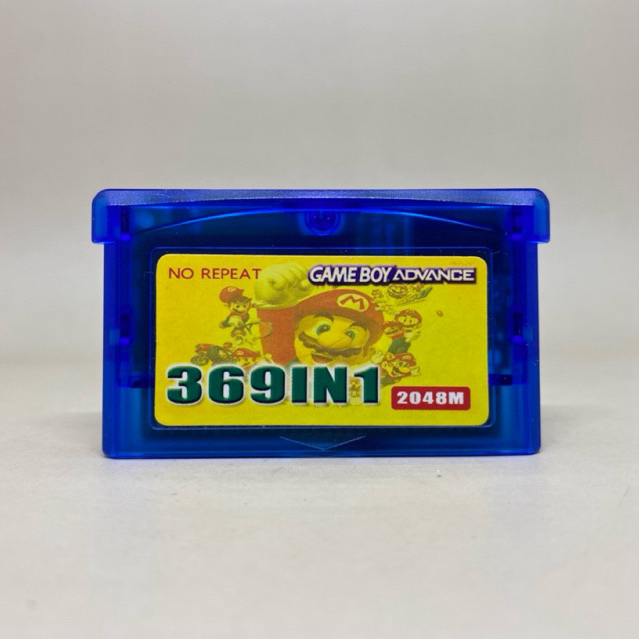 NO REPEAT GAME BOY ADVANCE
M
369IN1 2048M